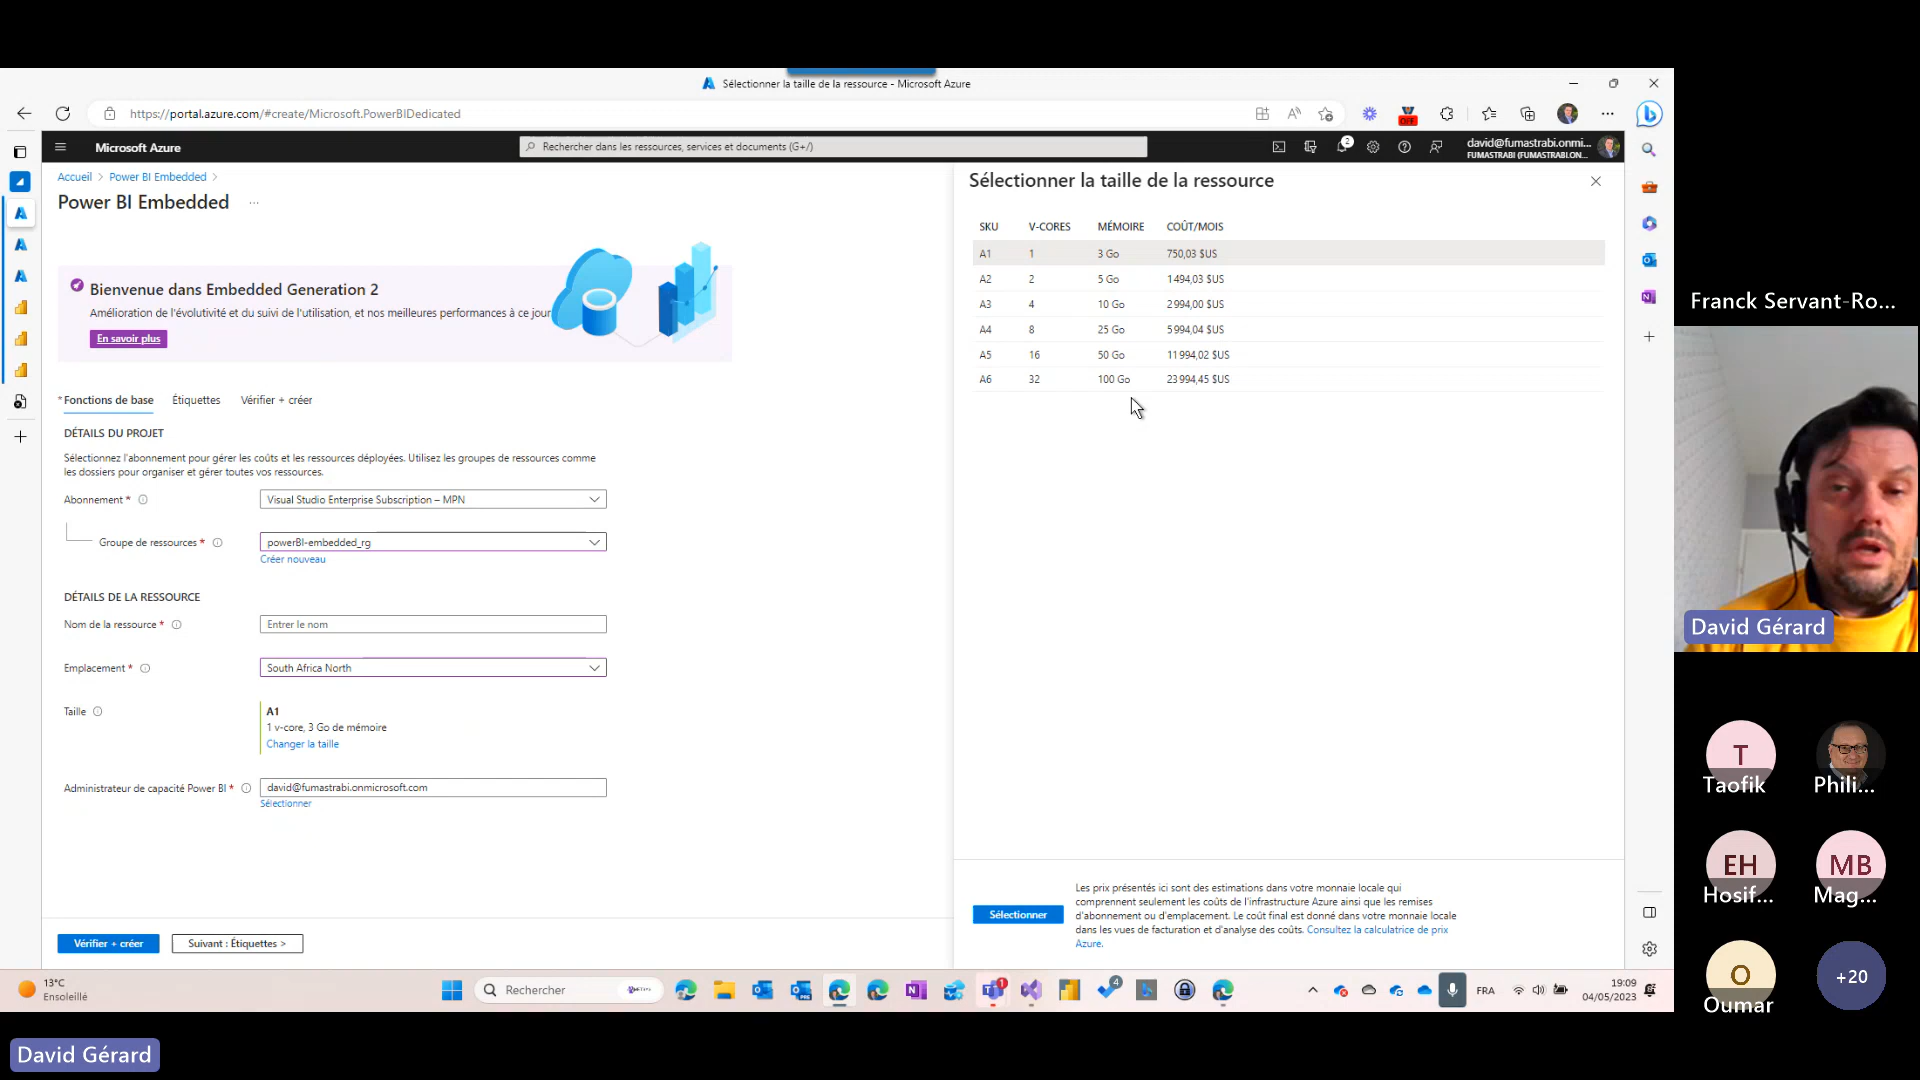 Sélectionner la taille de la ressource - Microsoft Azure
https://portal.azure.com/#create/Microsoft.PowerBIDedicated
OFF
Microsoft Azure
Rechercher dans les ressources, services et documents (G+/)
2
david@fumastrabi.onmi...
FUMASTRABI (FUMASTRABI.ON...
Accueil > Power BI Embedded >
Power BI Embedded ...
Bienvenue dans Embedded Generation 2
Amélioration de l'évolutivité et du suivi de l'utilisation, et nos meilleures performances à ce jour
En savoir plus
* Fonctions de base Étiquettes Vérifier + créer
DÉTAILS DU PROJET
Sélectionnez l'abonnement pour gérer les coûts et les ressources déployées. Utilisez les groupes de ressources comme
les dossiers pour organiser et gérer toutes vos ressources.
Abonnement * Visual Studio Enterprise Subscription – MPN
Groupe de ressources * powerBI-embedded_rg
Créer nouveau
DÉTAILS DE LA RESSOURCE
Nom de la ressource * Entrer le nom
Emplacement * South Africa North
Taille A1
1 v-core, 3 Go de mémoire
Changer la taille
Administrateur de capacité Power BI * david@fumastrabi.onmicrosoft.com
Sélectionner
Vérifier + créer Suivant : Étiquettes >
Sélectionner la taille de la ressource
SKU V-CORES MÉMOIRE COÛT/MOIS
A1 1 3 Go 750,03 $US
A2 2 5 Go 1 494,03 $US
A3 4 10 Go 2 994,00 $US
A4 8 25 Go 5 994,04 $US
A5 16 50 Go 11 994,02 $US
A6 32 100 Go 23 994,45 $US
Sélectionner
Les prix présentés ici sont des estimations dans votre monnaie locale qui
comprennent seulement les coûts de l'infrastructure Azure ainsi que les remises
d'abonnement ou d'emplacement. Le coût final est donné dans votre monnaie locale
dans les vues de facturation et d'analyse des coûts. Consultez la calculatrice de prix
Azure.
13°C
Ensoleillé
Rechercher
1
4
FRA
19:09
04/05/2023
Franck Servant-Ro...
David Gérard
T
Taofik
Phili...
EH
Hosif...
MB
Mag...
O
Oumar
+20
David Gérard